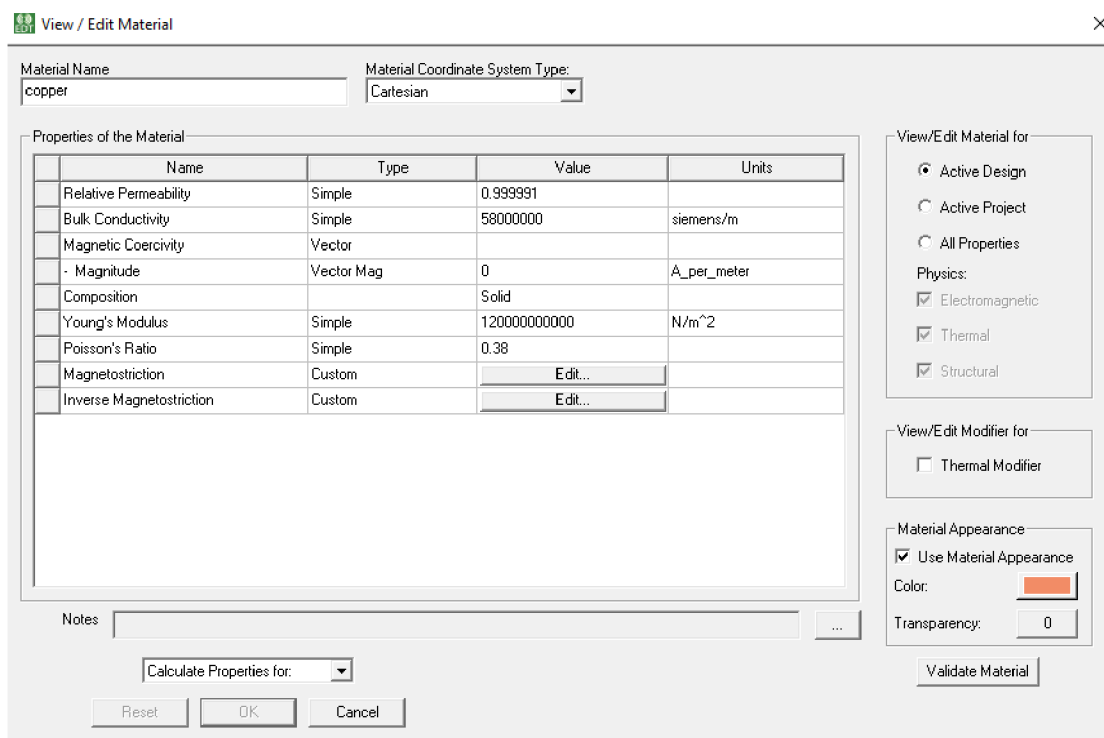 EDT View / Edit Material
Material Name
copper
Material Coordinate System Type:
Cartesian
Properties of the Material
Name Type Value Units
Relative Permeability Simple 0.999991
Bulk Conductivity Simple 58000000 siemens/m
Magnetic Coercivity Vector
- Magnitude Vector Mag 0 A_per_meter
Composition Solid
Young's Modulus Simple 120000000000 N/m^2
Poisson's Ratio Simple 0.38
Magnetostriction Custom Edit...
Inverse Magnetostriction Custom Edit...
Notes
...
Calculate Properties for:
Reset OK Cancel
View/Edit Material for
Active Design
Active Project
All Properties
Physics:
Electromagnetic
Thermal
Structural
View/Edit Modifier for
Thermal Modifier
Material Appearance
Use Material Appearance
Color:
Transparency: 0
Validate Material